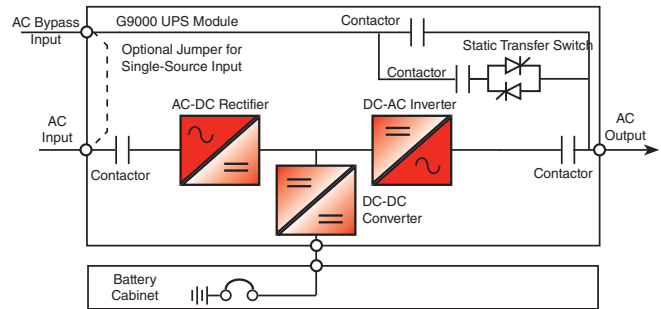 AC Bypass
Input
G9000 UPS Module
Contactor
Optional Jumper for
Single-Source Input
Static Transfer Switch
Contactor
AC-DC Rectifier
DC-AC Inverter
AC
Input
AC
Output
Contactor
Contactor
DC-DC
Converter
Battery
Cabinet